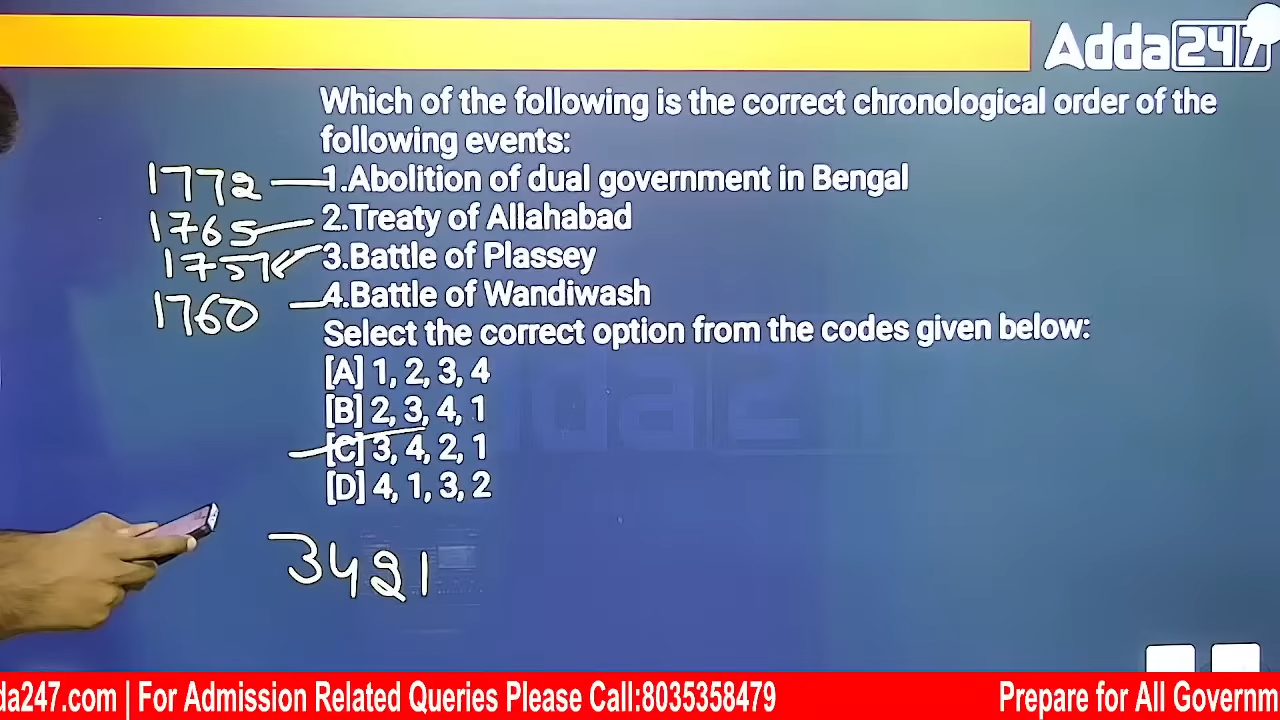 Adda247
Which of the following is the correct chronological order of the
following events:
1772 — 1.Abolition of dual government in Bengal
1765 — 2.Treaty of Allahabad
1757 3.Battle of Plassey
1760 — 4.Battle of Wandiwash
Select the correct option from the codes given below:
[A] 1, 2, 3, 4
[B] 2, 3, 4, 1
[C] 3, 4, 2, 1
[D] 4, 1, 3, 2
3421
da247.com | For Admission Related Queries Please Call:8035358479 Prepare for All Governm